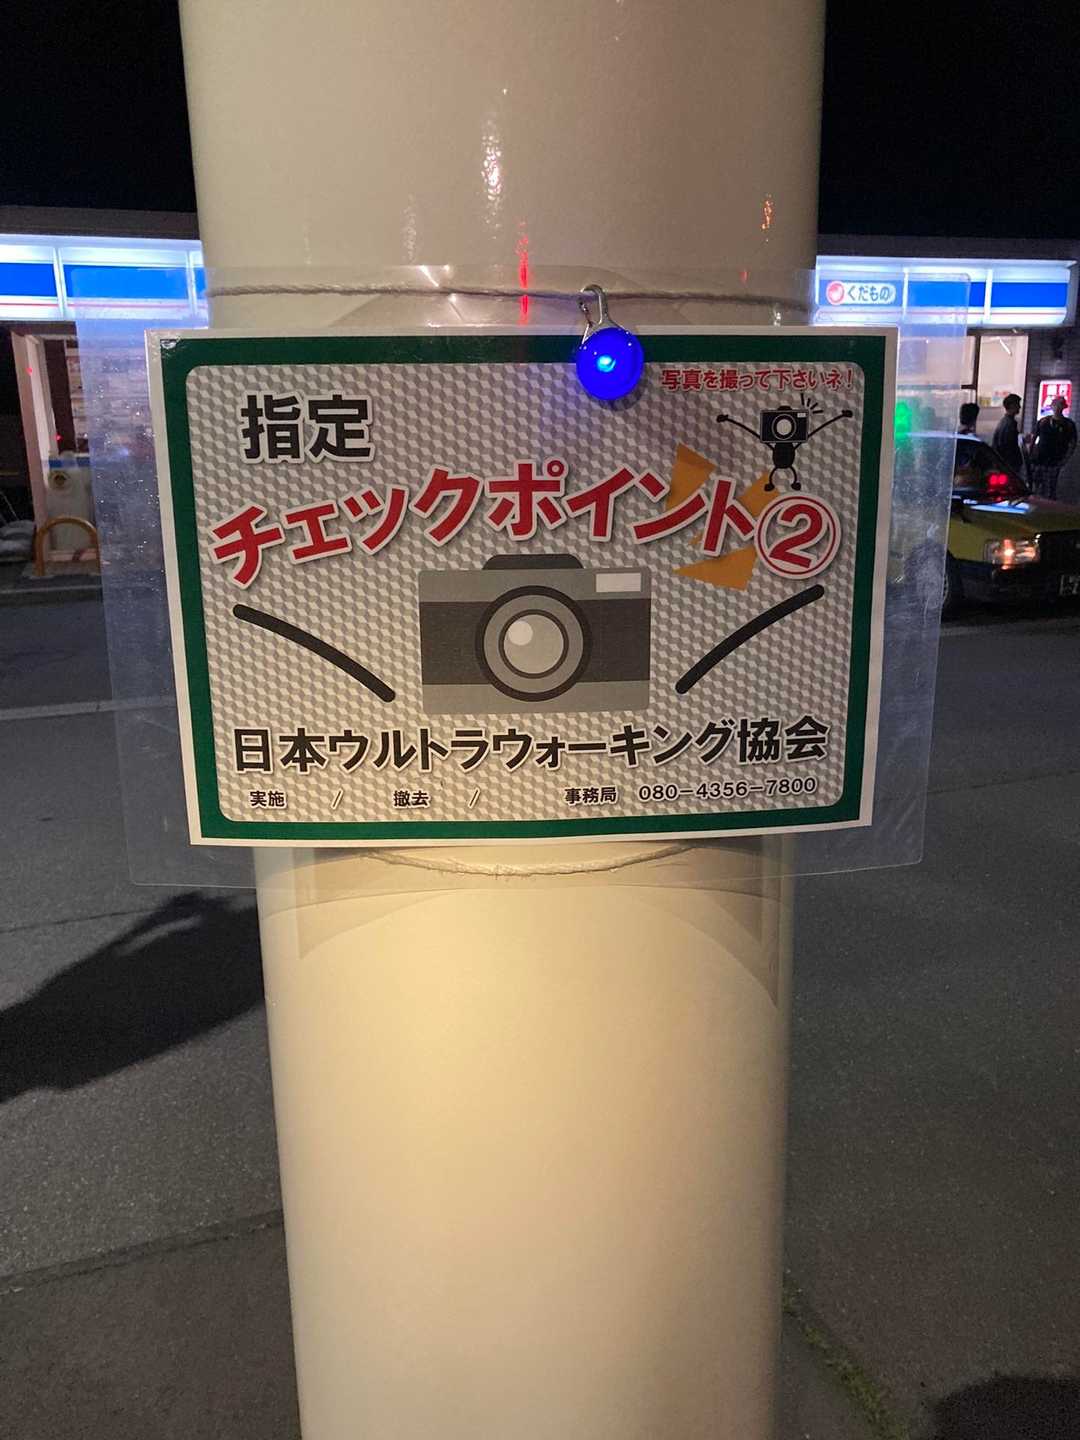 くだもの
写真を撮って下さいネ!
指定
チェックポイント②
日本ウルトラウォーキング協会
実施 / 撤去 / 事務局 080-4356-7800